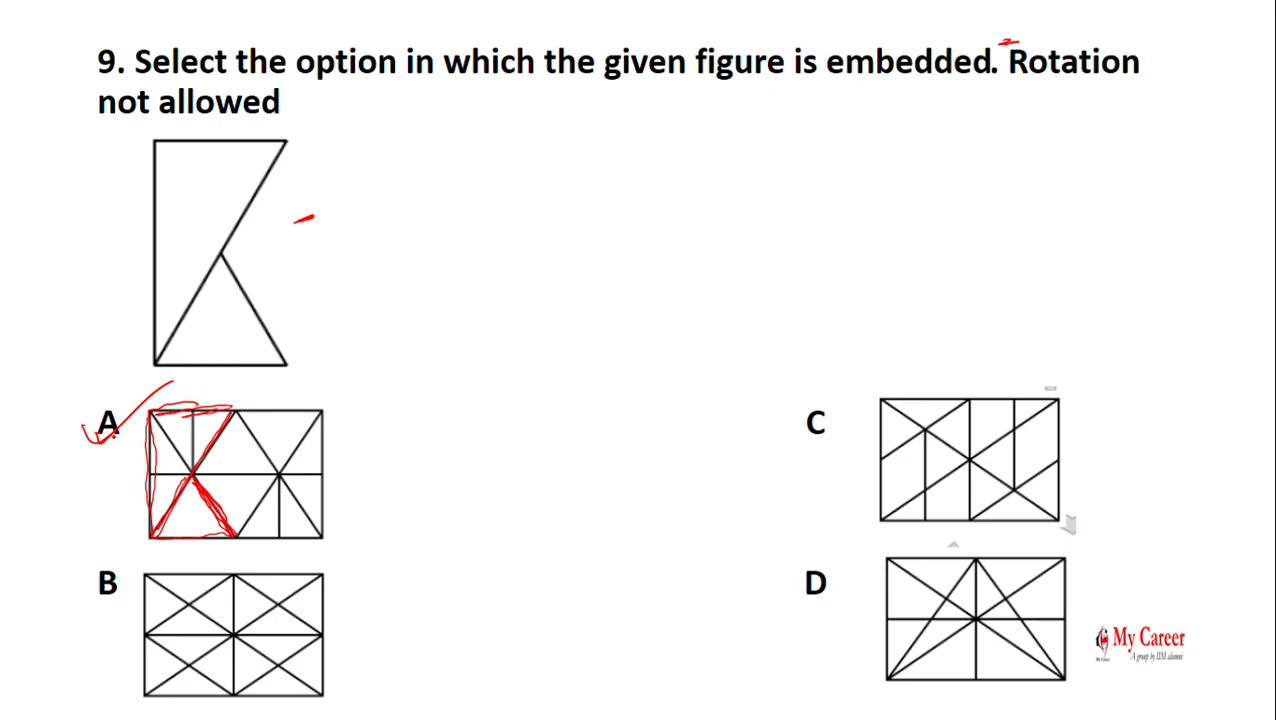 9. Select the option in which the given figure is embedded. Rotation
not allowed
A
C
B
D
My Career
A group by IIM alumni